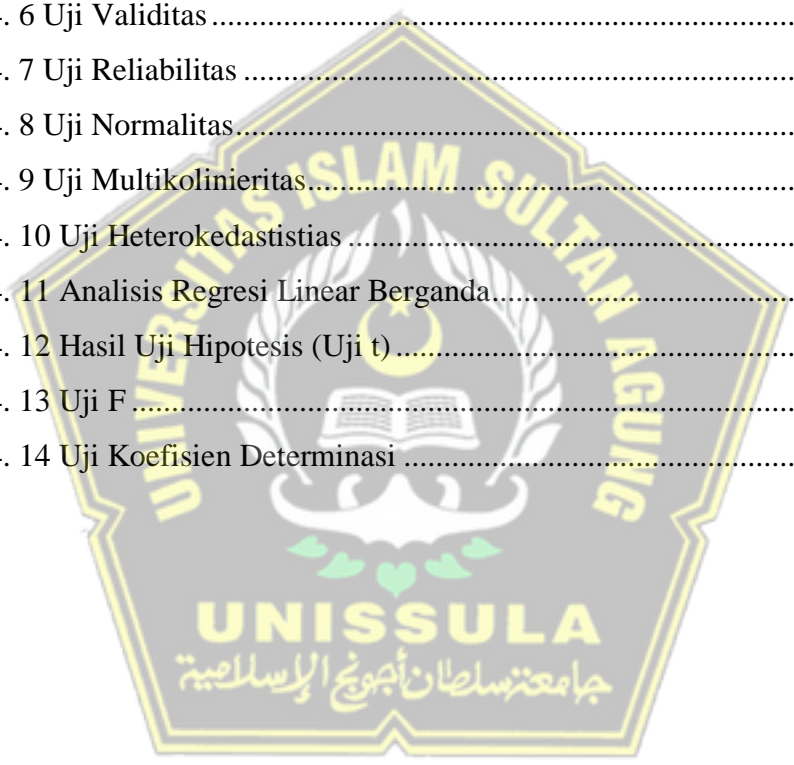 . 6 Uji Validitas
. 7 Uji Reliabilitas
. 8 Uji Normalitas
. 9 Uji Multikolinieritas
. 10 Uji Heterokedastistias
. 11 Analisis Regresi Linear Berganda
. 12 Hasil Uji Hipotesis (Uji t)
. 13 Uji F
. 14 Uji Koefisien Determinasi
UNIVERSITAS ISLAM SULTAN AGUNG
UNISSULA
جامعتنسلطان أجونج الإسلامية